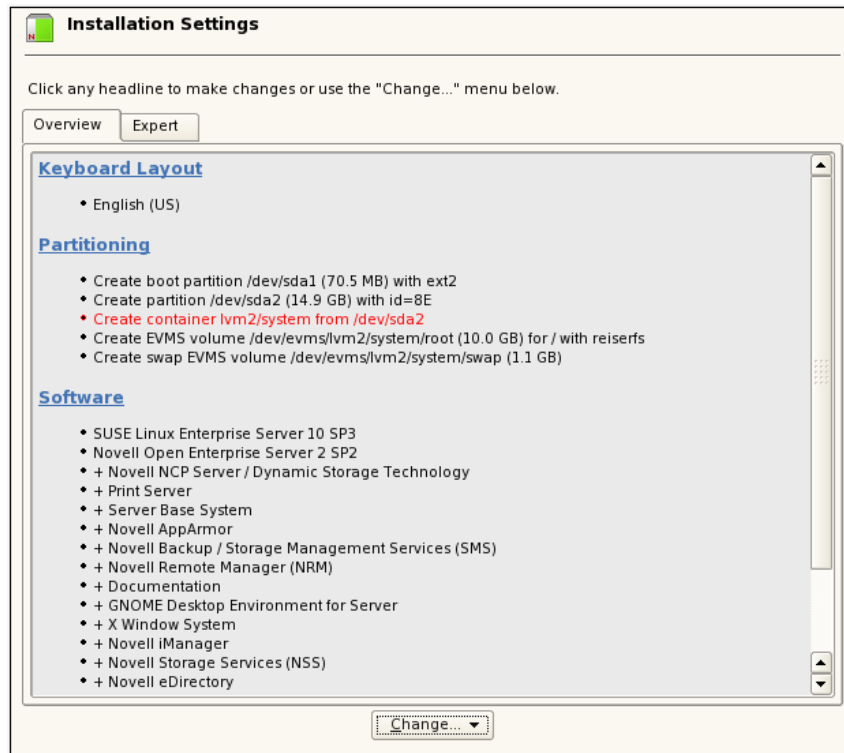 Installation Settings
Click any headline to make changes or use the "Change..." menu below.
Overview
Expert
Keyboard Layout
• English (US)
Partitioning
• Create boot partition /dev/sda1 (70.5 MB) with ext2
• Create partition /dev/sda2 (14.9 GB) with id=8E
• Create container lvm2/system from /dev/sda2
• Create EVMS volume /dev/evms/lvm2/system/root (10.0 GB) for / with reiserfs
• Create swap EVMS volume /dev/evms/lvm2/system/swap (1.1 GB)
Software
• SUSE Linux Enterprise Server 10 SP3
• Novell Open Enterprise Server 2 SP2
• + Novell NCP Server / Dynamic Storage Technology
• + Print Server
• + Server Base System
• + Novell AppArmor
• + Novell Backup / Storage Management Services (SMS)
• + Novell Remote Manager (NRM)
• + Documentation
• + GNOME Desktop Environment for Server
• + X Window System
• + Novell iManager
• + Novell Storage Services (NSS)
• + Novell eDirectory
Change...